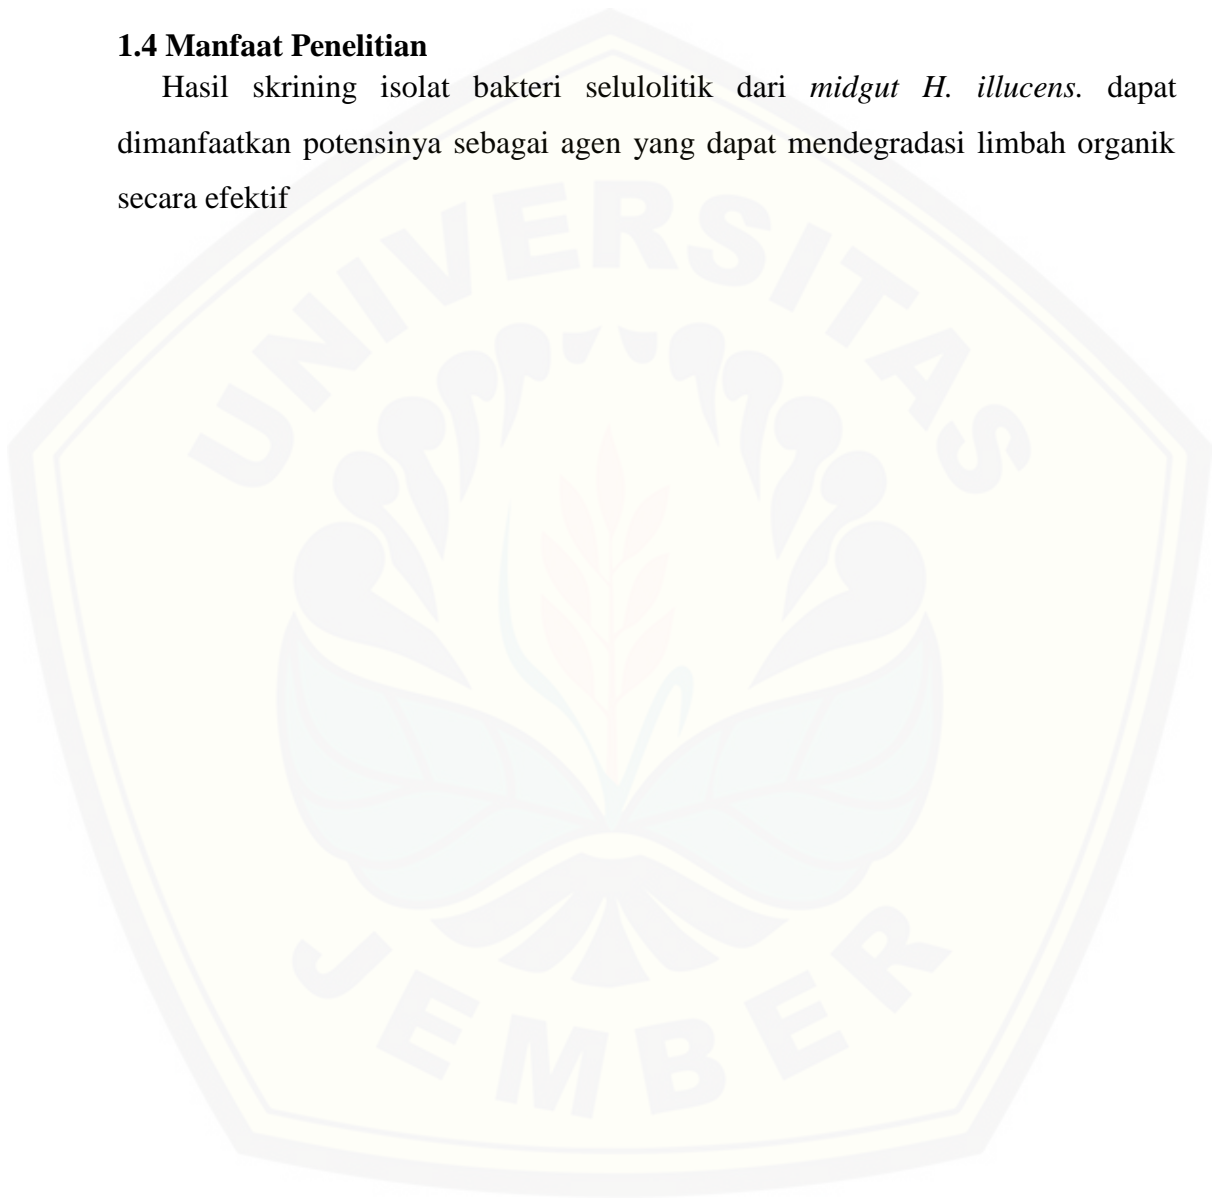 1.4 Manfaat Penelitian
Hasil skrining isolat bakteri selulolitik dari midgut H. illucens. dapat
dimanfaatkan potensinya sebagai agen yang dapat mendegradasi limbah organik
secara efektif
UNIVERSITAS
JEMBER